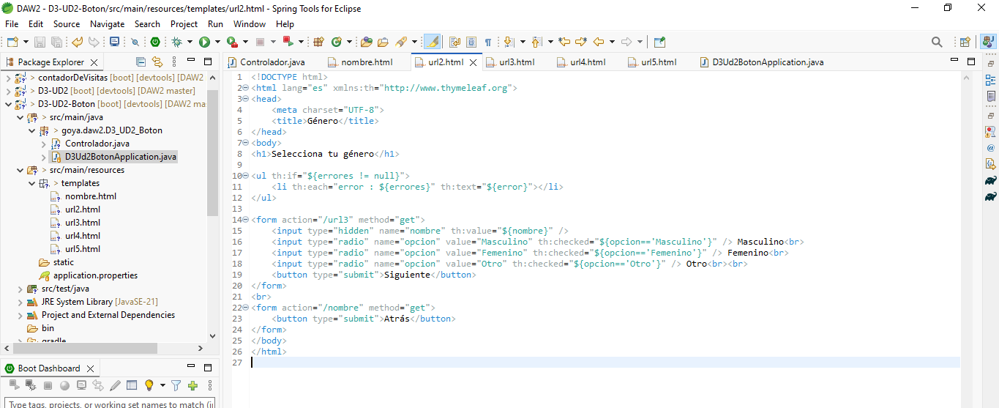 DAW2 - D3-UD2-Boton/src/main/resources/templates/url2.html - Spring Tools for Eclipse
File Edit Source Navigate Search Project Run Window Help
Package Explorer
Controlador.java nombre.html url2.html url3.html url4.html url5.html D3Ud2BotonApplication.java
> contadorDeVisitas [boot] [devtools] [DAW2
> D3-UD2 [boot] [devtools] [DAW2 master]
> D3-UD2-Boton [boot] [devtools] [DAW2 ma
> src/main/java
> goya.daw2.D3_UD2_Boton
Controlador.java
D3Ud2BotonApplication.java
> src/main/resources
> templates
nombre.html
url2.html
url3.html
url4.html
url5.html
static
application.properties
src/test/java
JRE System Library [JavaSE-21]
Project and External Dependencies
bin
gradle
Boot Dashboard
Type tags, projects, or working set names to match (i
1 <!DOCTYPE html>
2 <html lang="es" xmlns:th="http://www.thymeleaf.org">
3 <head>
4     <meta charset="UTF-8">
5     <title>Género</title>
6 </head>
7 <body>
8 <h1>Selecciona tu género</h1>
9
10 <ul th:if="${errores != null}">
11     <li th:each="error : ${errores}" th:text="${error}"></li>
12 </ul>
13
14 <form action="/url3" method="get">
15     <input type="hidden" name="nombre" th:value="${nombre}" />
16     <input type="radio" name="opcion" value="Masculino" th:checked="${opcion=='Masculino'}" /> Masculino<br>
17     <input type="radio" name="opcion" value="Femenino" th:checked="${opcion=='Femenino'}" /> Femenino<br>
18     <input type="radio" name="opcion" value="Otro" th:checked="${opcion=='Otro'}" /> Otro<br><br>
19     <button type="submit">Siguiente</button>
20 </form>
21 <br>
22 <form action="/nombre" method="get">
23     <button type="submit">Atrás</button>
24 </form>
25 </body>
26 </html>
27